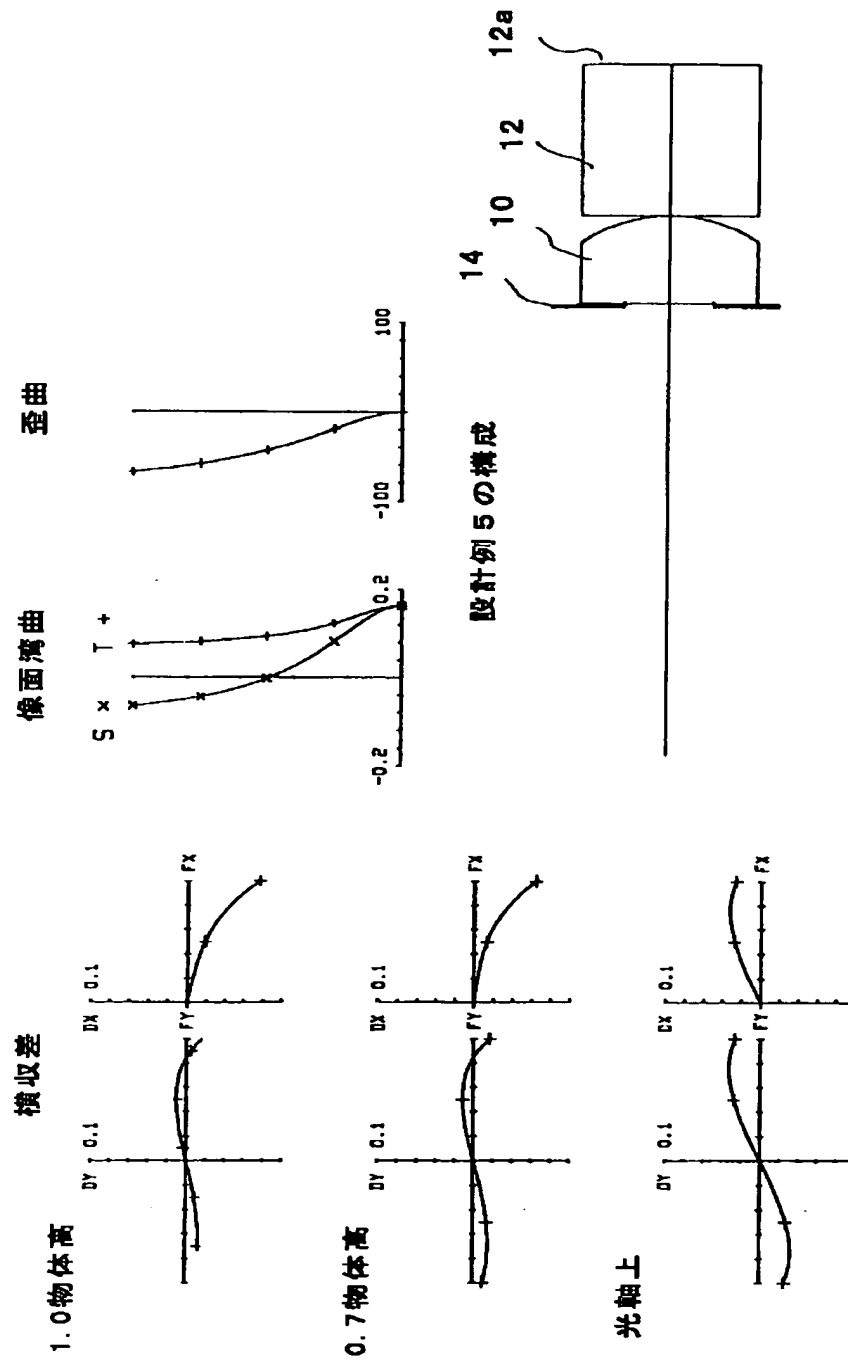 横収差
1.0物体高
DY 0.1
FY
DX 0.1
FX
0.7物体高
DY 0.1
FY
DX 0.1
FX
光軸上
DY 0.1
FY
DX 0.1
FX
像面湾曲
S × T +
-0.2 0.2
歪曲
-100 100
設計例5の構成
14
10
12
12a